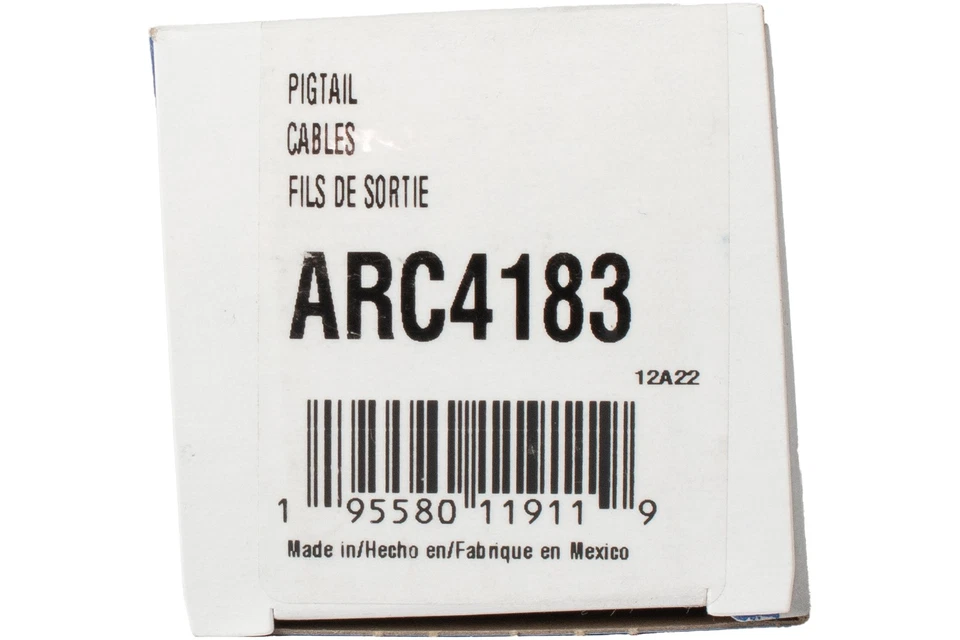 PIGTAIL
CABLES
FILS DE SORTIE
ARC4183
12A22
1 95580 11911 9
Made in/Hecho en/Fabrique en Mexico